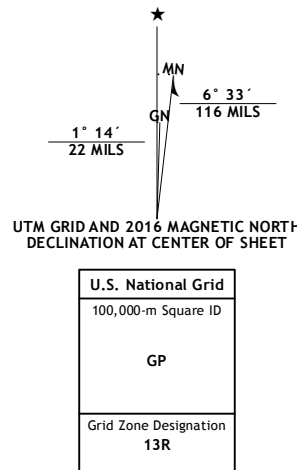 ★
MN
GN
6° 33´
116 MILS
1° 14´
22 MILS
UTM GRID AND 2016 MAGNETIC NORTH
DECLINATION AT CENTER OF SHEET
U.S. National Grid
100,000-m Square ID
GP
Grid Zone Designation
13R